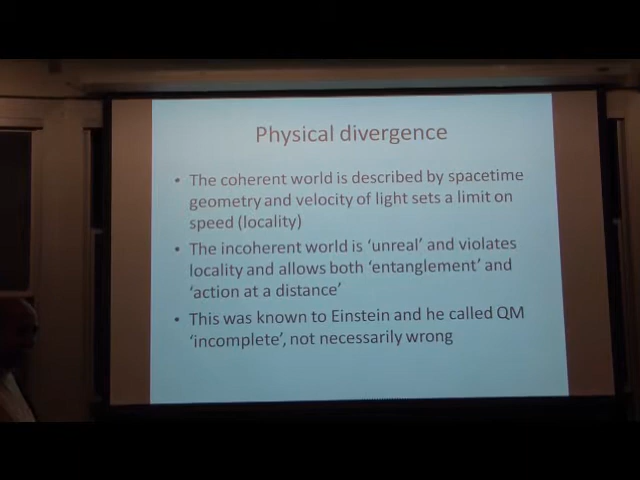 Physical divergence
• The coherent world is described by spacetime
geometry and velocity of light sets a limit on
speed (locality)
• The incoherent world is ‘unreal’ and violates
locality and allows both ‘entanglement’ and
‘action at a distance’
• This was known to Einstein and he called QM
‘incomplete’, not necessarily wrong